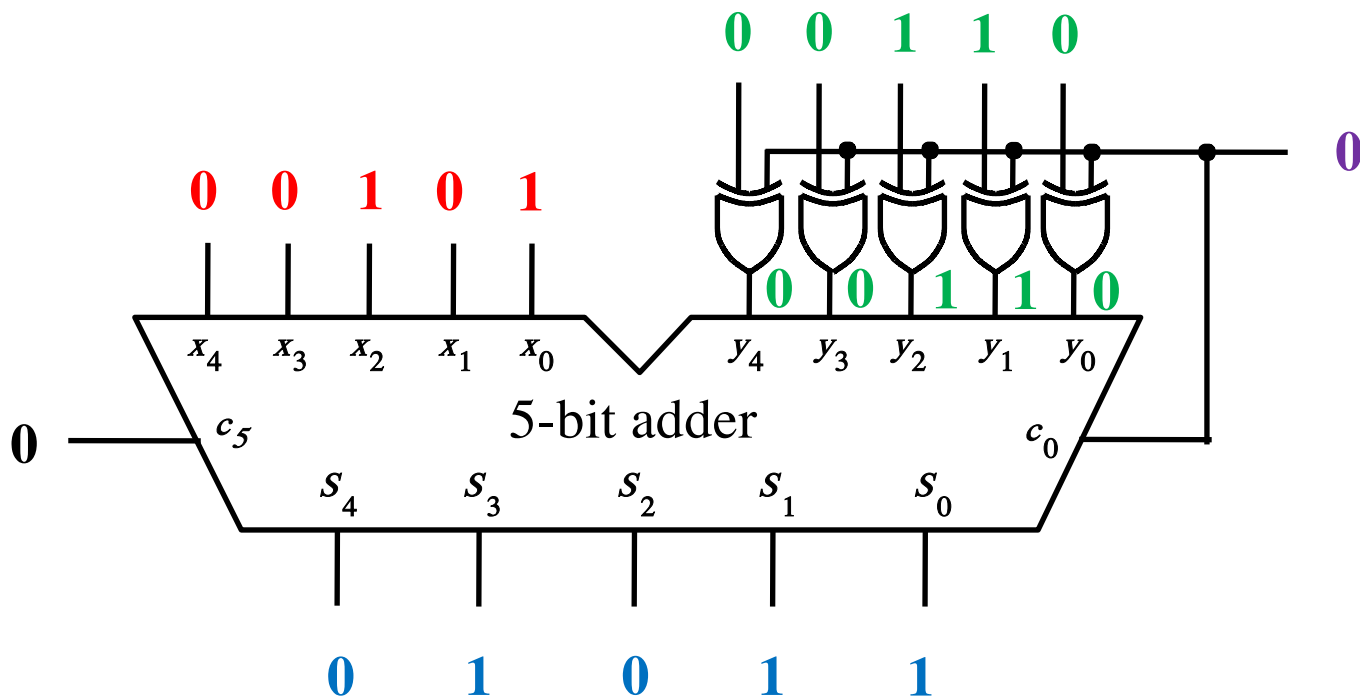 0 0 1 1 0
0
0 0 1 0 1
0 0 1 1 0
x4 x3 x2 x1 x0 y4 y3 y2 y1 y0
5-bit adder
0 c5 c0
S4 S3 S2 S1 S0
0 1 0 1 1